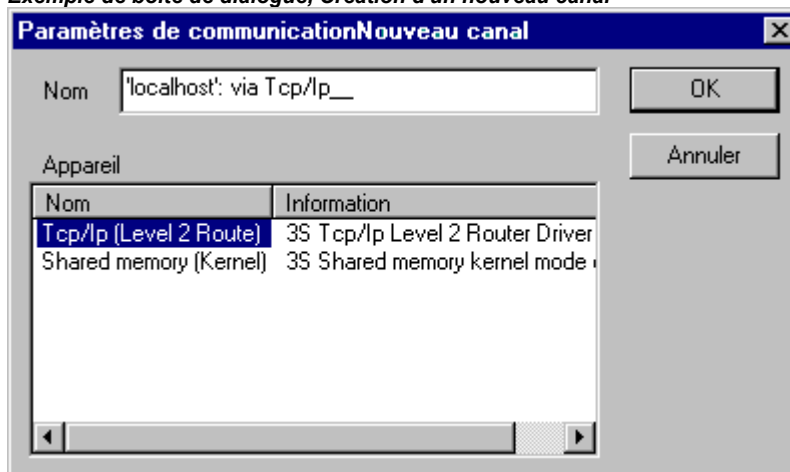 Exemple de boîte de dialogue, Création d'un nouveau canal
Paramètres de communicationNouveau canal
Nom 'localhost': via Tcp/Ip__ OK
Annuler
Appareil
Nom Information
Tcp/Ip (Level 2 Route) 3S Tcp/Ip Level 2 Router Driver
Shared memory (Kernel) 3S Shared memory kernel mode